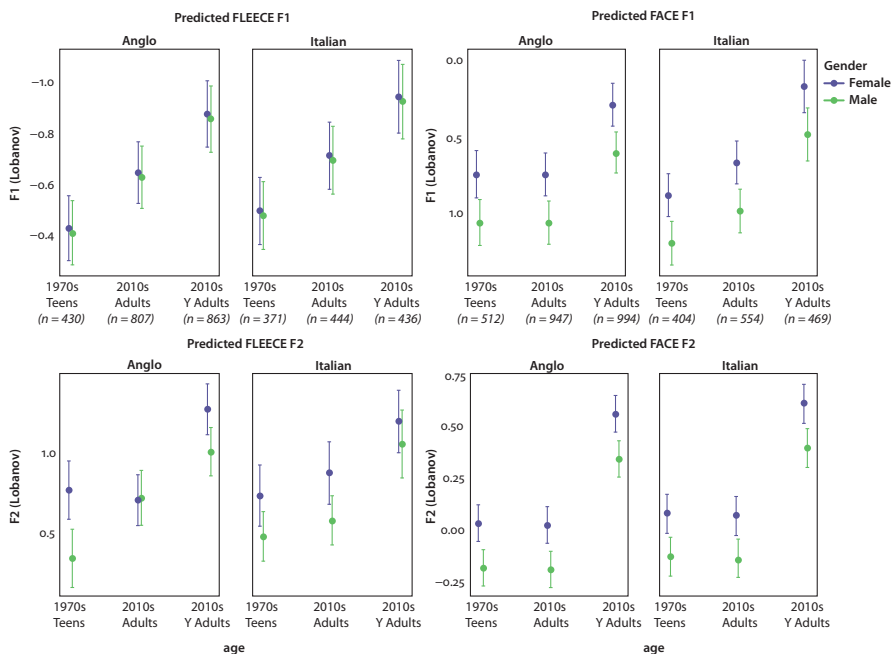 Predicted FLEECE F1
Anglo
Italian
F1 (Lobanov)
−1.0
−0.8
−0.6
−0.4
1970s 2010s 2010s 1970s 2010s 2010s
Teens Adults Y Adults Teens Adults Y Adults
(n = 430) (n = 807) (n = 863) (n = 371) (n = 444) (n = 436)
Predicted FACE F1
Anglo
Italian
F1 (Lobanov)
0.0
0.5
1.0
1970s 2010s 2010s 1970s 2010s 2010s
Teens Adults Y Adults Teens Adults Y Adults
(n = 512) (n = 947) (n = 994) (n = 404) (n = 554) (n = 469)
Gender
Female
Male
Predicted FLEECE F2
Anglo
Italian
F2 (Lobanov)
1.0
0.5
1970s 2010s 2010s 1970s 2010s 2010s
Teens Adults Y Adults Teens Adults Y Adults
age
Predicted FACE F2
Anglo
Italian
F2 (Lobanov)
0.75
0.50
0.25
0.00
−0.25
1970s 2010s 2010s 1970s 2010s 2010s
Teens Adults Y Adults Teens Adults Y Adults
age